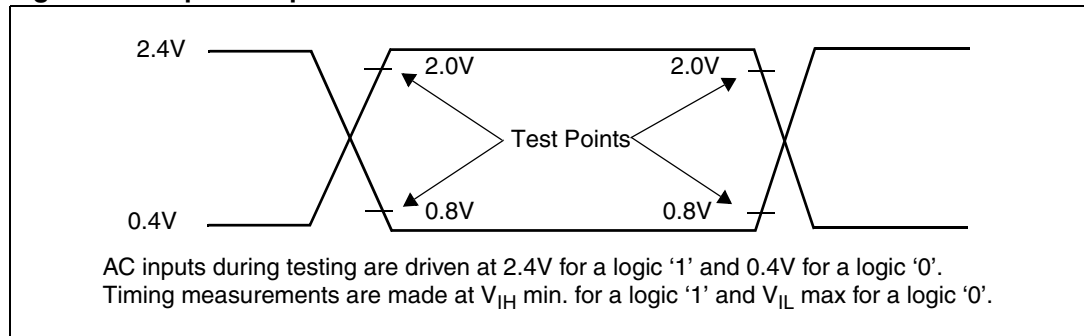 2.4V
2.0V 2.0V
Test Points
0.8V 0.8V
0.4V
AC inputs during testing are driven at 2.4V for a logic ‘1’ and 0.4V for a logic ‘0’.
Timing measurements are made at VIH min. for a logic ‘1’ and VIL max for a logic ‘0’.